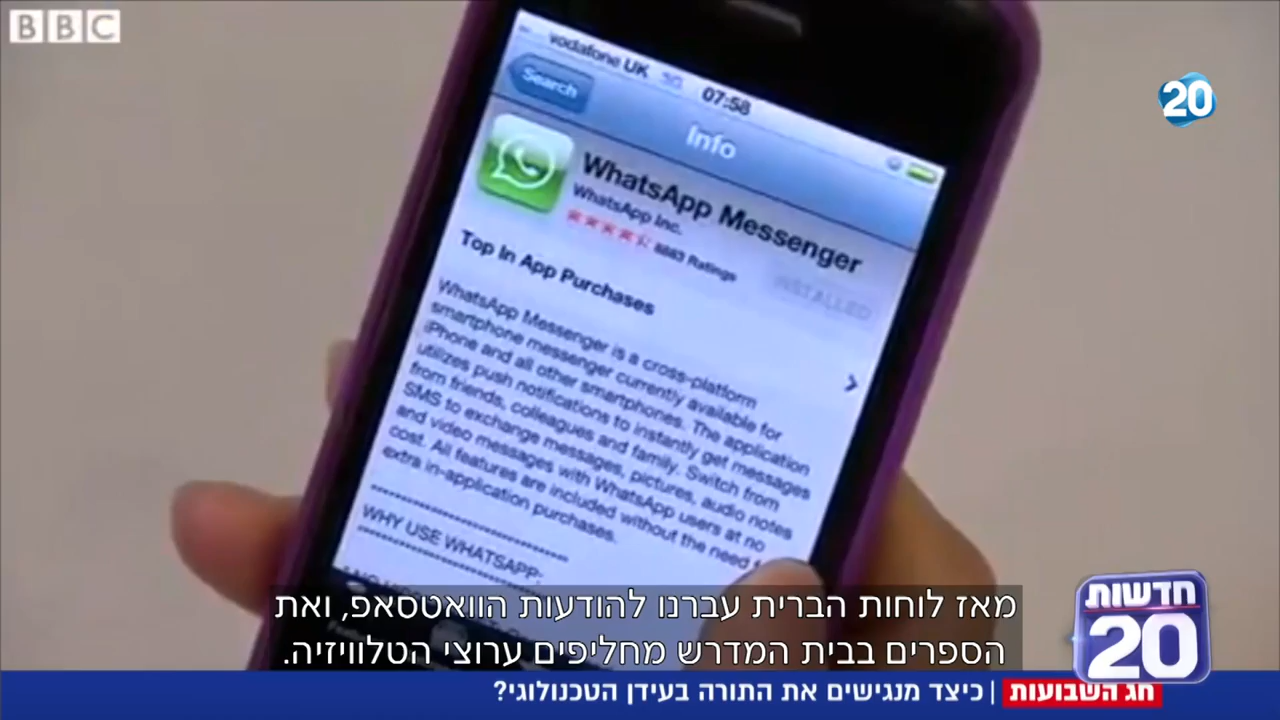 BBC
20
vodafone UK 3G 07:58
Search
Info
WhatsApp Messenger
WhatsApp Inc.
8883 Ratings
INSTALLED
Top In App Purchases
WhatsApp Messenger is a cross-platform
smartphone messenger currently available for
iPhone and all other smartphones. The application
utilizes push notifications to instantly get messages
from friends, colleagues and family. Switch from
SMS to exchange messages, pictures, audio notes
and video messages with WhatsApp users at no
cost. All features are included without the need
extra in-application purchases.
WHY USE WHATSAPP:
מאז לוחות הברית עברנו להודעות הוואטסאפ, ואת
הספרים בבית המדרש מחליפים ערוצי הטלוויזיה.
חדשות
20
חג השבועות | כיצד מנגישים את התורה בעידן הטכנולוגי?